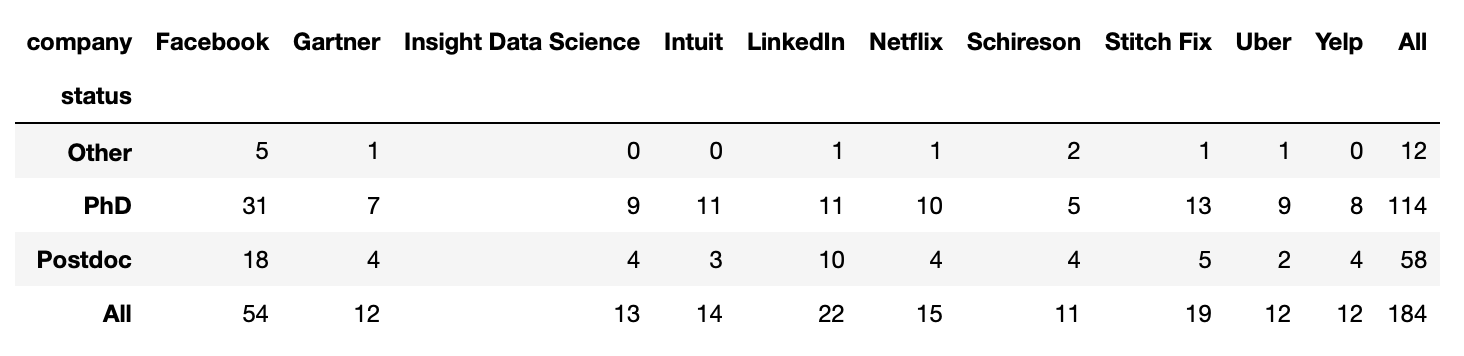 company Facebook Gartner Insight Data Science Intuit LinkedIn Netflix Schireson Stitch Fix Uber Yelp All
status
Other 5 1 0 0 1 1 2 1 1 0 12
PhD 31 7 9 11 11 10 5 13 9 8 114
Postdoc 18 4 4 3 10 4 4 5 2 4 58
All 54 12 13 14 22 15 11 19 12 12 184